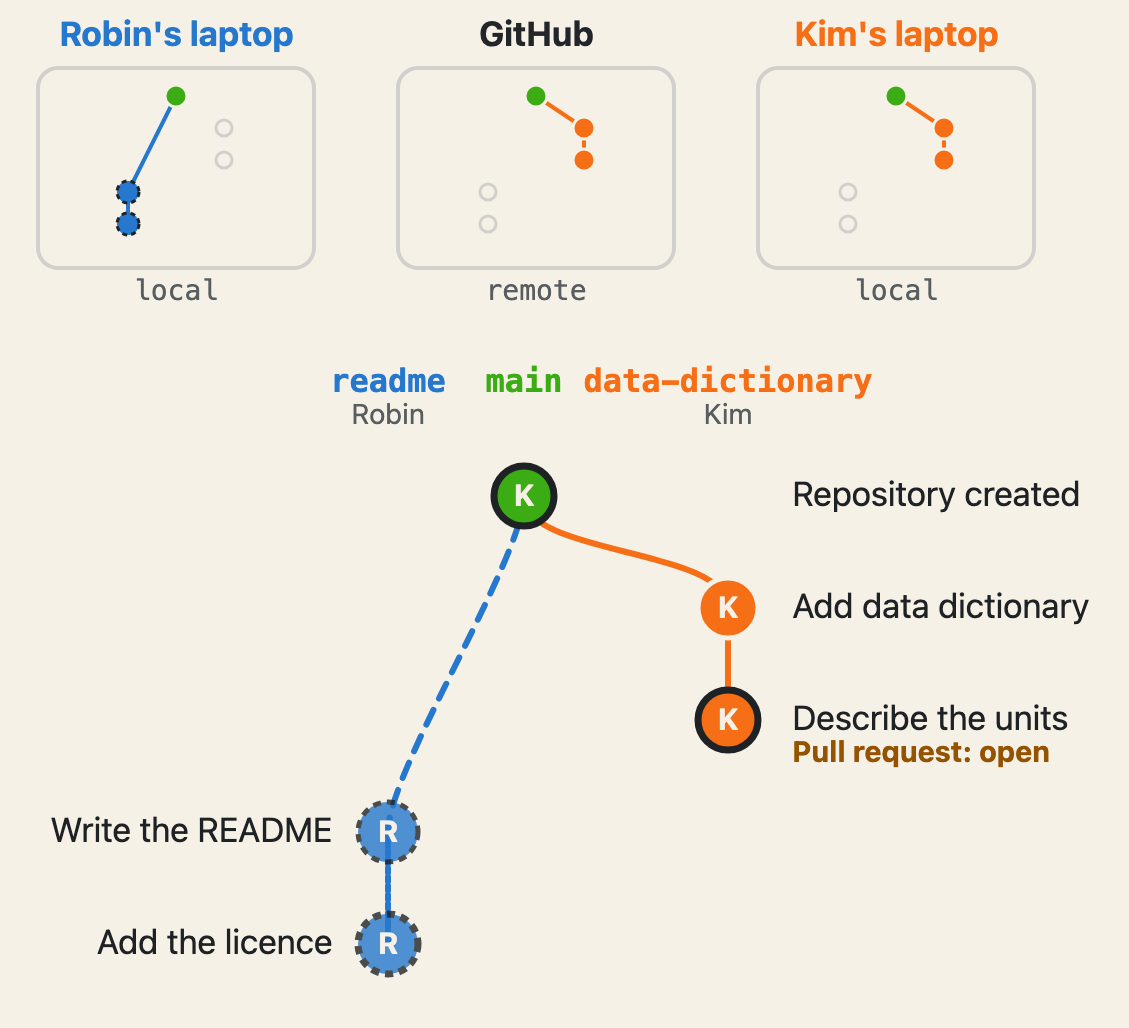 Robin's laptop
GitHub
Kim's laptop
local
remote
local
readme
main
data-dictionary
Robin
Kim
K
Repository created
K
Add data dictionary
K
Describe the units
Pull request: open
Write the README
R
Add the licence
R